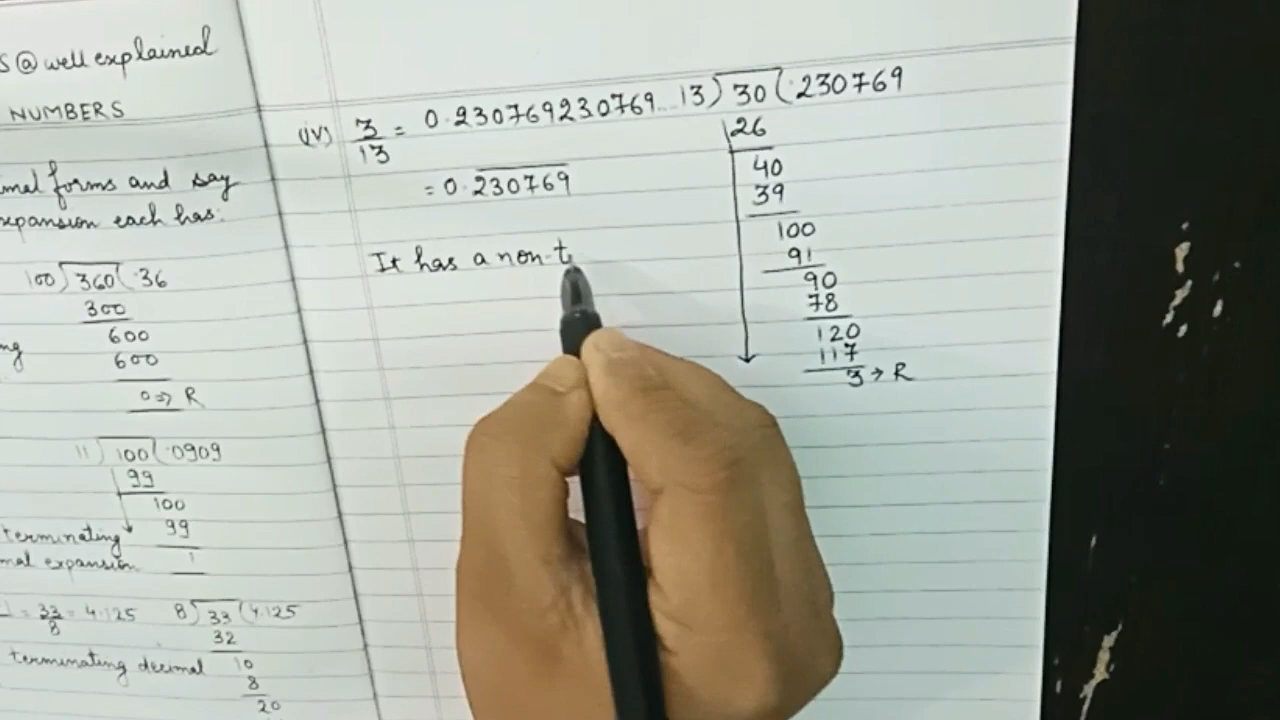 S @ well explained
NUMBERS
mal forms and say
xpansion each has:
100 ) 360 ( .36
300
600
ng
600
0 => R
11 ) 100 ( .0909
99
100
terminating 99
mal expansion 1
= 33/8 = 4.125 8 ) 33 ( 4.125
32
terminating decimal 10
8
20
(iv) 3/13 = 0.230769230769... 13 ) 30 ( .230769
= 0.\overline{230769}
It has a non-t
26
40
39
100
91
90
78
120
117
3 → R